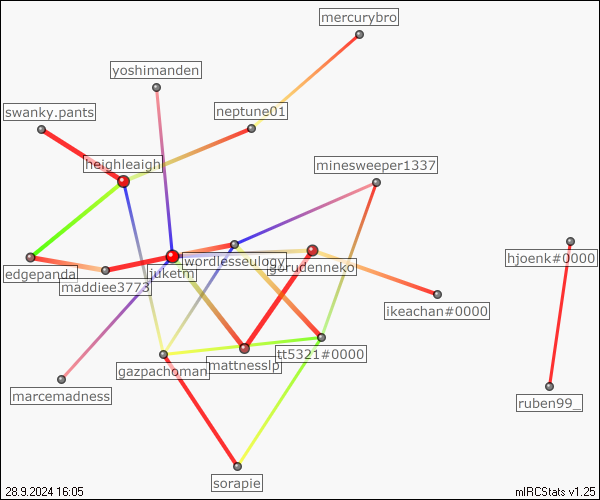 mercurybro
yoshimanden
swanky.pants
neptune01
heighleaigh
minesweeper1337
hjoenk#0000
wordlesseulogy
gurudenneko
edgepanda
juketm
maddiee3773
ikeachan#0000
tt5321#0000
mattnesslp
gazpachoman
marcemadness
ruben99_
sorapie
28.9.2024 16:05
mIRCStats v1.25